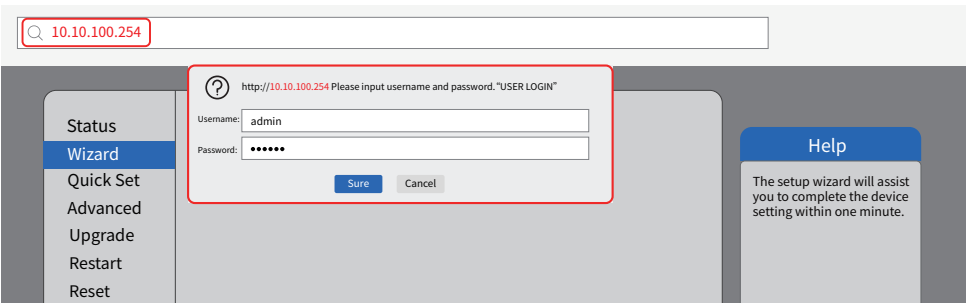 10.10.100.254
http://10.10.100.254 Please input username and password. “USER LOGIN”
Username: admin
Password: ••••••
Sure Cancel
Status
Wizard
Quick Set
Advanced
Upgrade
Restart
Reset
Help
The setup wizard will assist
you to complete the device
setting within one minute.